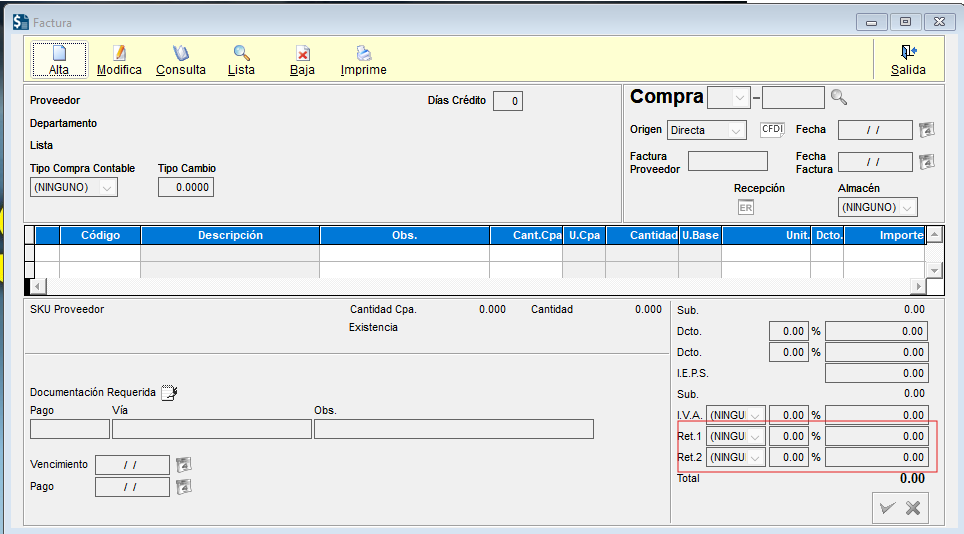 Factura
Alta Modifica Consulta Lista Baja Imprime Salida
Proveedor
Días Crédito 0
Departamento
Lista
Tipo Compra Contable Tipo Cambio
(NINGUNO) 0.0000
Compra –
Origen Directa CFDI Fecha / /
Factura Proveedor Fecha Factura / /
Recepción Almacén
ER (NINGUNO)
Código Descripción Obs. Cant.Cpa U.Cpa Cantidad U.Base Unit. Dcto. Importe
SKU Proveedor Cantidad Cpa. 0.000 Cantidad 0.000
Existencia
Documentación Requerida
Pago Vía Obs.
Vencimiento / /
Pago / /
Sub. 0.00
Dcto. 0.00 % 0.00
Dcto. 0.00 % 0.00
I.E.P.S. 0.00
Sub. 0.00
I.V.A. (NINGU 0.00 % 0.00
Ret.1 (NINGU 0.00 % 0.00
Ret.2 (NINGU 0.00 % 0.00
Total 0.00